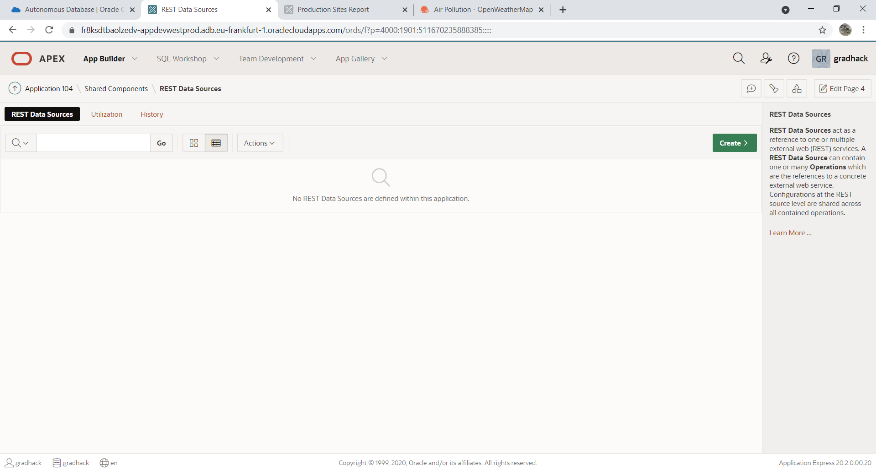 Autonomous Database | Oracle C
REST Data Sources
Production Sites Report
Air Pollution - OpenWeatherMap
fr8ksdtbaolzedv-appdevwestprod.adb.eu-frankfurt-1.oraclecloudapps.com/ords/f?p=4000:1901:511670235888385:::::
APEX
App Builder
SQL Workshop
Team Development
App Gallery
GR
gradhack
Application 104 \ Shared Components \ REST Data Sources
Edit Page 4
REST Data Sources
Utilization
History
Go
Actions
Create
No REST Data Sources are defined within this application.
REST Data Sources
REST Data Sources act as a
reference to one or multiple
external web (REST) services. A
REST Data Source can contain
one or many Operations which
are the references to a concrete
external web service.
Configurations at the REST
source level are shared across
all contained operations.
Learn More ...
gradhack
gradhack
en
Copyright © 1999, 2020, Oracle and/or its affiliates. All rights reserved.
Application Express 20.2.0.00.20